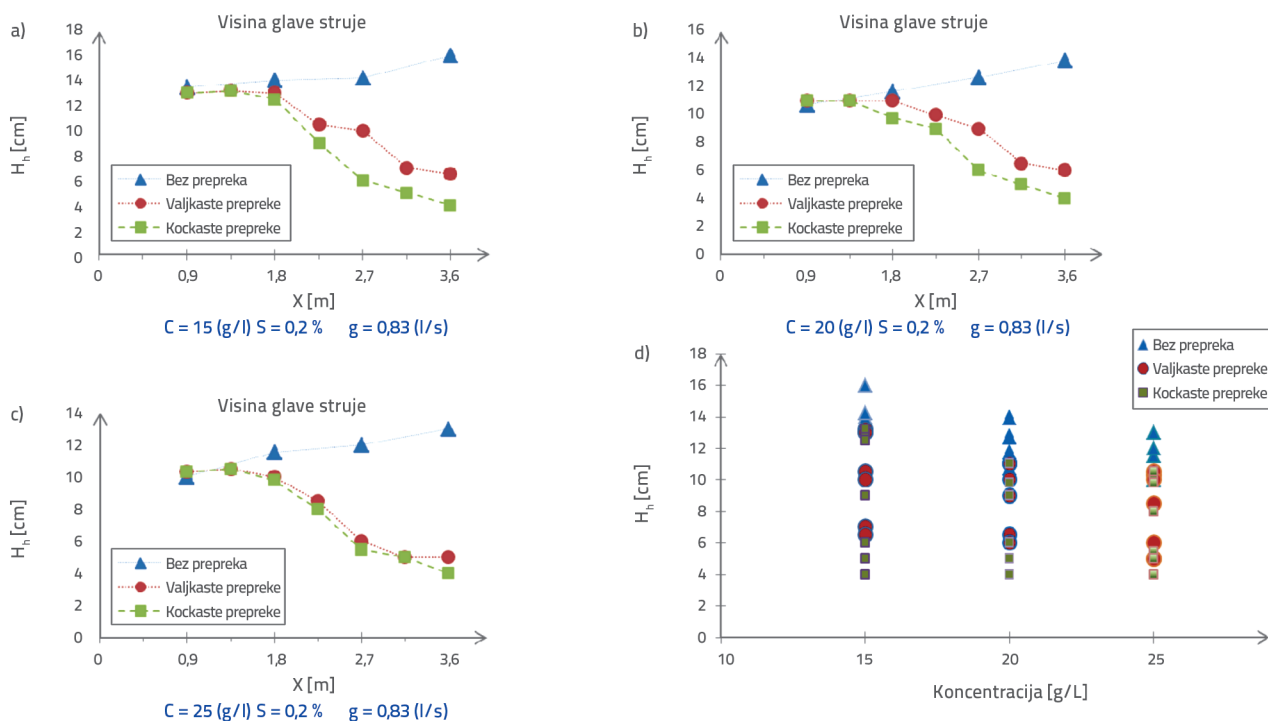 a)
Visina glave struje
18
16
14
12
10
8
6
4
2
0
H_h [cm]
Bez prepreka
Valjkaste prepreke
Kockaste prepreke
0
0,9
1,8
2,7
3,6
X [m]
C = 15 (g/l) S = 0,2 % g = 0,83 (l/s)
b)
Visina glave struje
16
14
12
10
8
6
4
2
0
H_h [cm]
Bez prepreka
Valjkaste prepreke
Kockaste prepreke
0
0,9
1,8
2,7
3,6
X [m]
C = 20 (g/l) S = 0,2 % g = 0,83 (l/s)
c)
Visina glave struje
14
12
10
8
6
4
2
0
H_h [cm]
Bez prepreka
Valjkaste prepreke
Kockaste prepreke
0
0,9
1,8
2,7
3,6
X [m]
C = 25 (g/l) S = 0,2 % g = 0,83 (l/s)
d)
Bez prepreka
Valjkaste prepreke
Kockaste prepreke
18
16
14
12
10
8
6
4
2
0
H_h [cm]
10
15
20
25
Koncentracija [g/L]